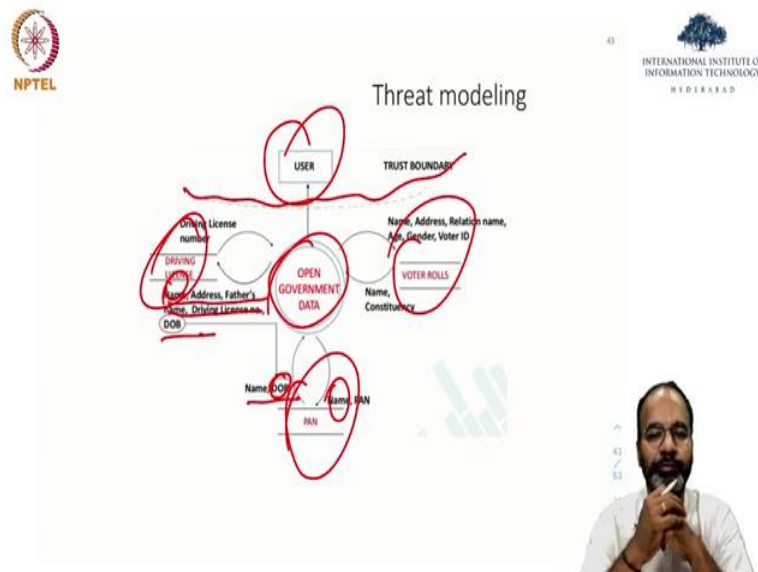 NPTEL
43
INTERNATIONAL INSTITUTE OF
INFORMATION TECHNOLOGY
HYDERABAD
Threat modeling
USER
TRUST BOUNDARY
Driving License
number
Name, Address, Relation name,
Age, Gender, Voter ID
DRIVING
LICENSE
OPEN
GOVERNMENT
DATA
VOTER ROLLS
Name, Address, Father's
name, Driving License no.,
DOB
Name,
Constituency
Name, DOB
Name, PAN
PAN
43
/
63